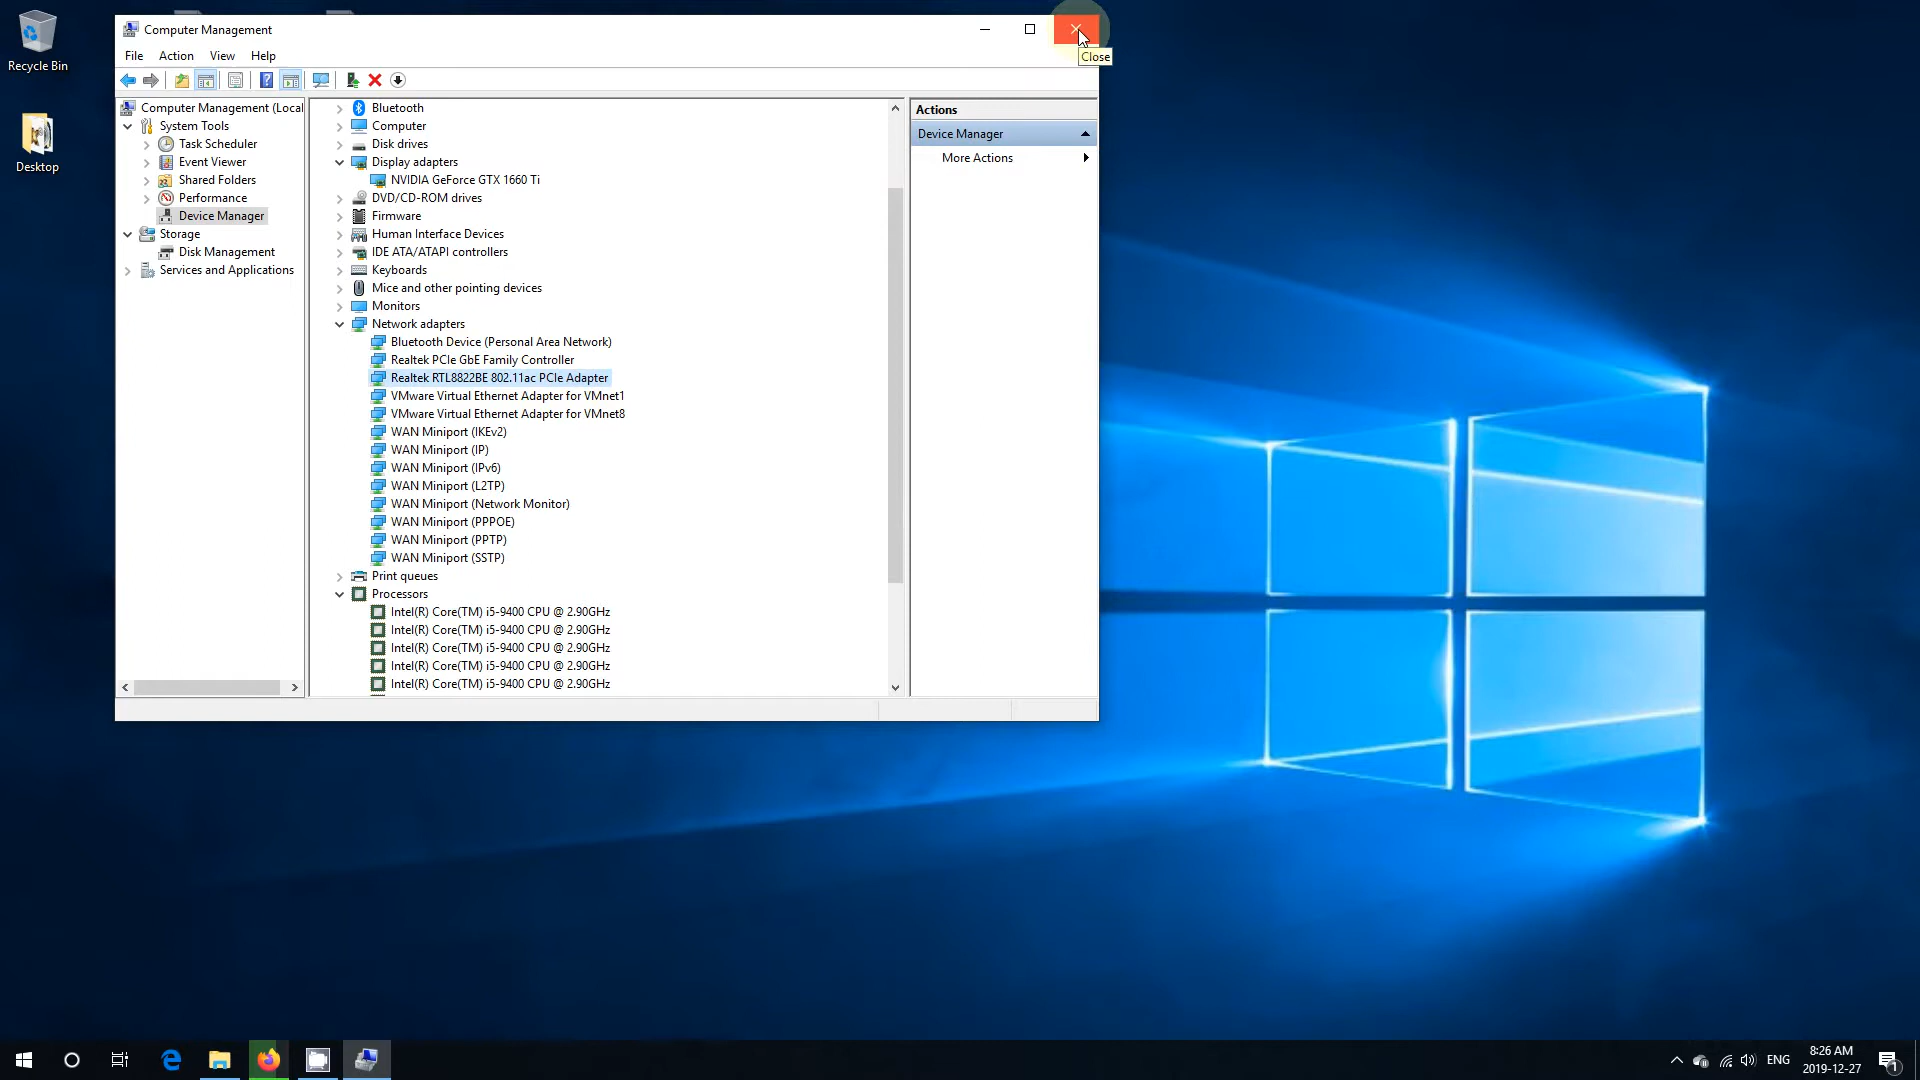 Recycle Bin
Desktop
Computer Management
Close
File Action View Help
Computer Management (Local
System Tools
Task Scheduler
Event Viewer
Shared Folders
Performance
Device Manager
Storage
Disk Management
Services and Applications
Bluetooth
Computer
Disk drives
Display adapters
NVIDIA GeForce GTX 1660 Ti
DVD/CD-ROM drives
Firmware
Human Interface Devices
IDE ATA/ATAPI controllers
Keyboards
Mice and other pointing devices
Monitors
Network adapters
Bluetooth Device (Personal Area Network)
Realtek PCIe GbE Family Controller
Realtek RTL8822BE 802.11ac PCIe Adapter
VMware Virtual Ethernet Adapter for VMnet1
VMware Virtual Ethernet Adapter for VMnet8
WAN Miniport (IKEv2)
WAN Miniport (IP)
WAN Miniport (IPv6)
WAN Miniport (L2TP)
WAN Miniport (Network Monitor)
WAN Miniport (PPPOE)
WAN Miniport (PPTP)
WAN Miniport (SSTP)
Print queues
Processors
Intel(R) Core(TM) i5-9400 CPU @ 2.90GHz
Intel(R) Core(TM) i5-9400 CPU @ 2.90GHz
Intel(R) Core(TM) i5-9400 CPU @ 2.90GHz
Intel(R) Core(TM) i5-9400 CPU @ 2.90GHz
Intel(R) Core(TM) i5-9400 CPU @ 2.90GHz
Actions
Device Manager
More Actions
ENG
8:26 AM
2019-12-27
1